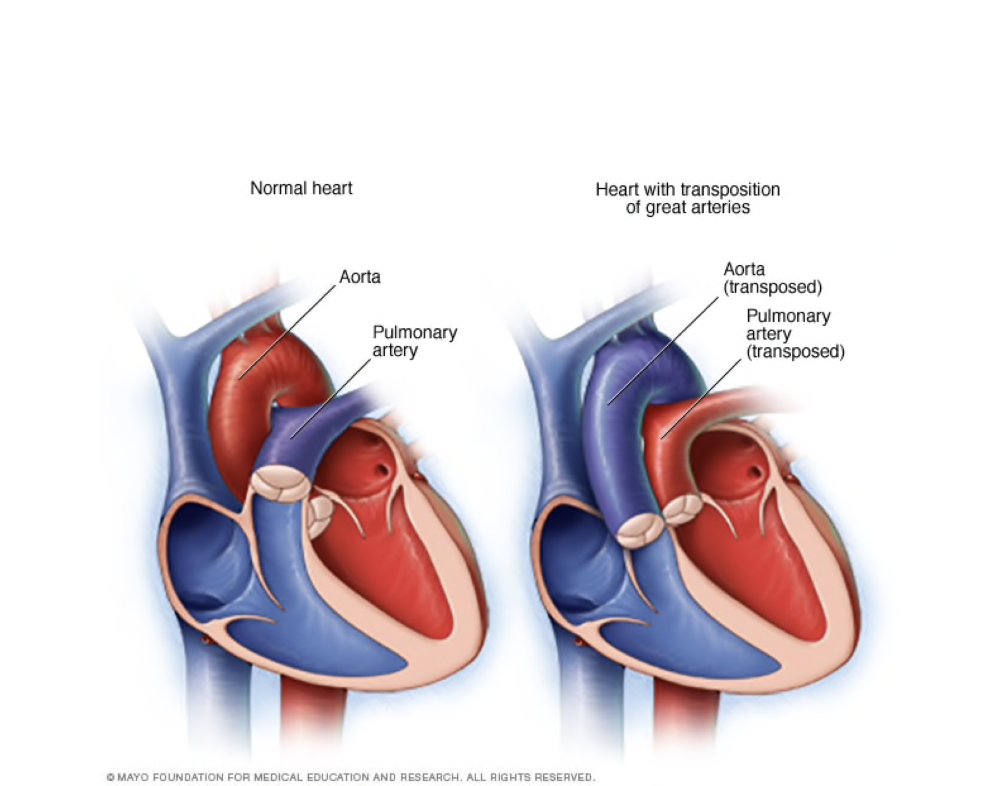 Normal heart
Heart with transposition
of great arteries
Aorta
Pulmonary
artery
Aorta
(transposed)
Pulmonary
artery
(transposed)
© MAYO FOUNDATION FOR MEDICAL EDUCATION AND RESEARCH. ALL RIGHTS RESERVED.